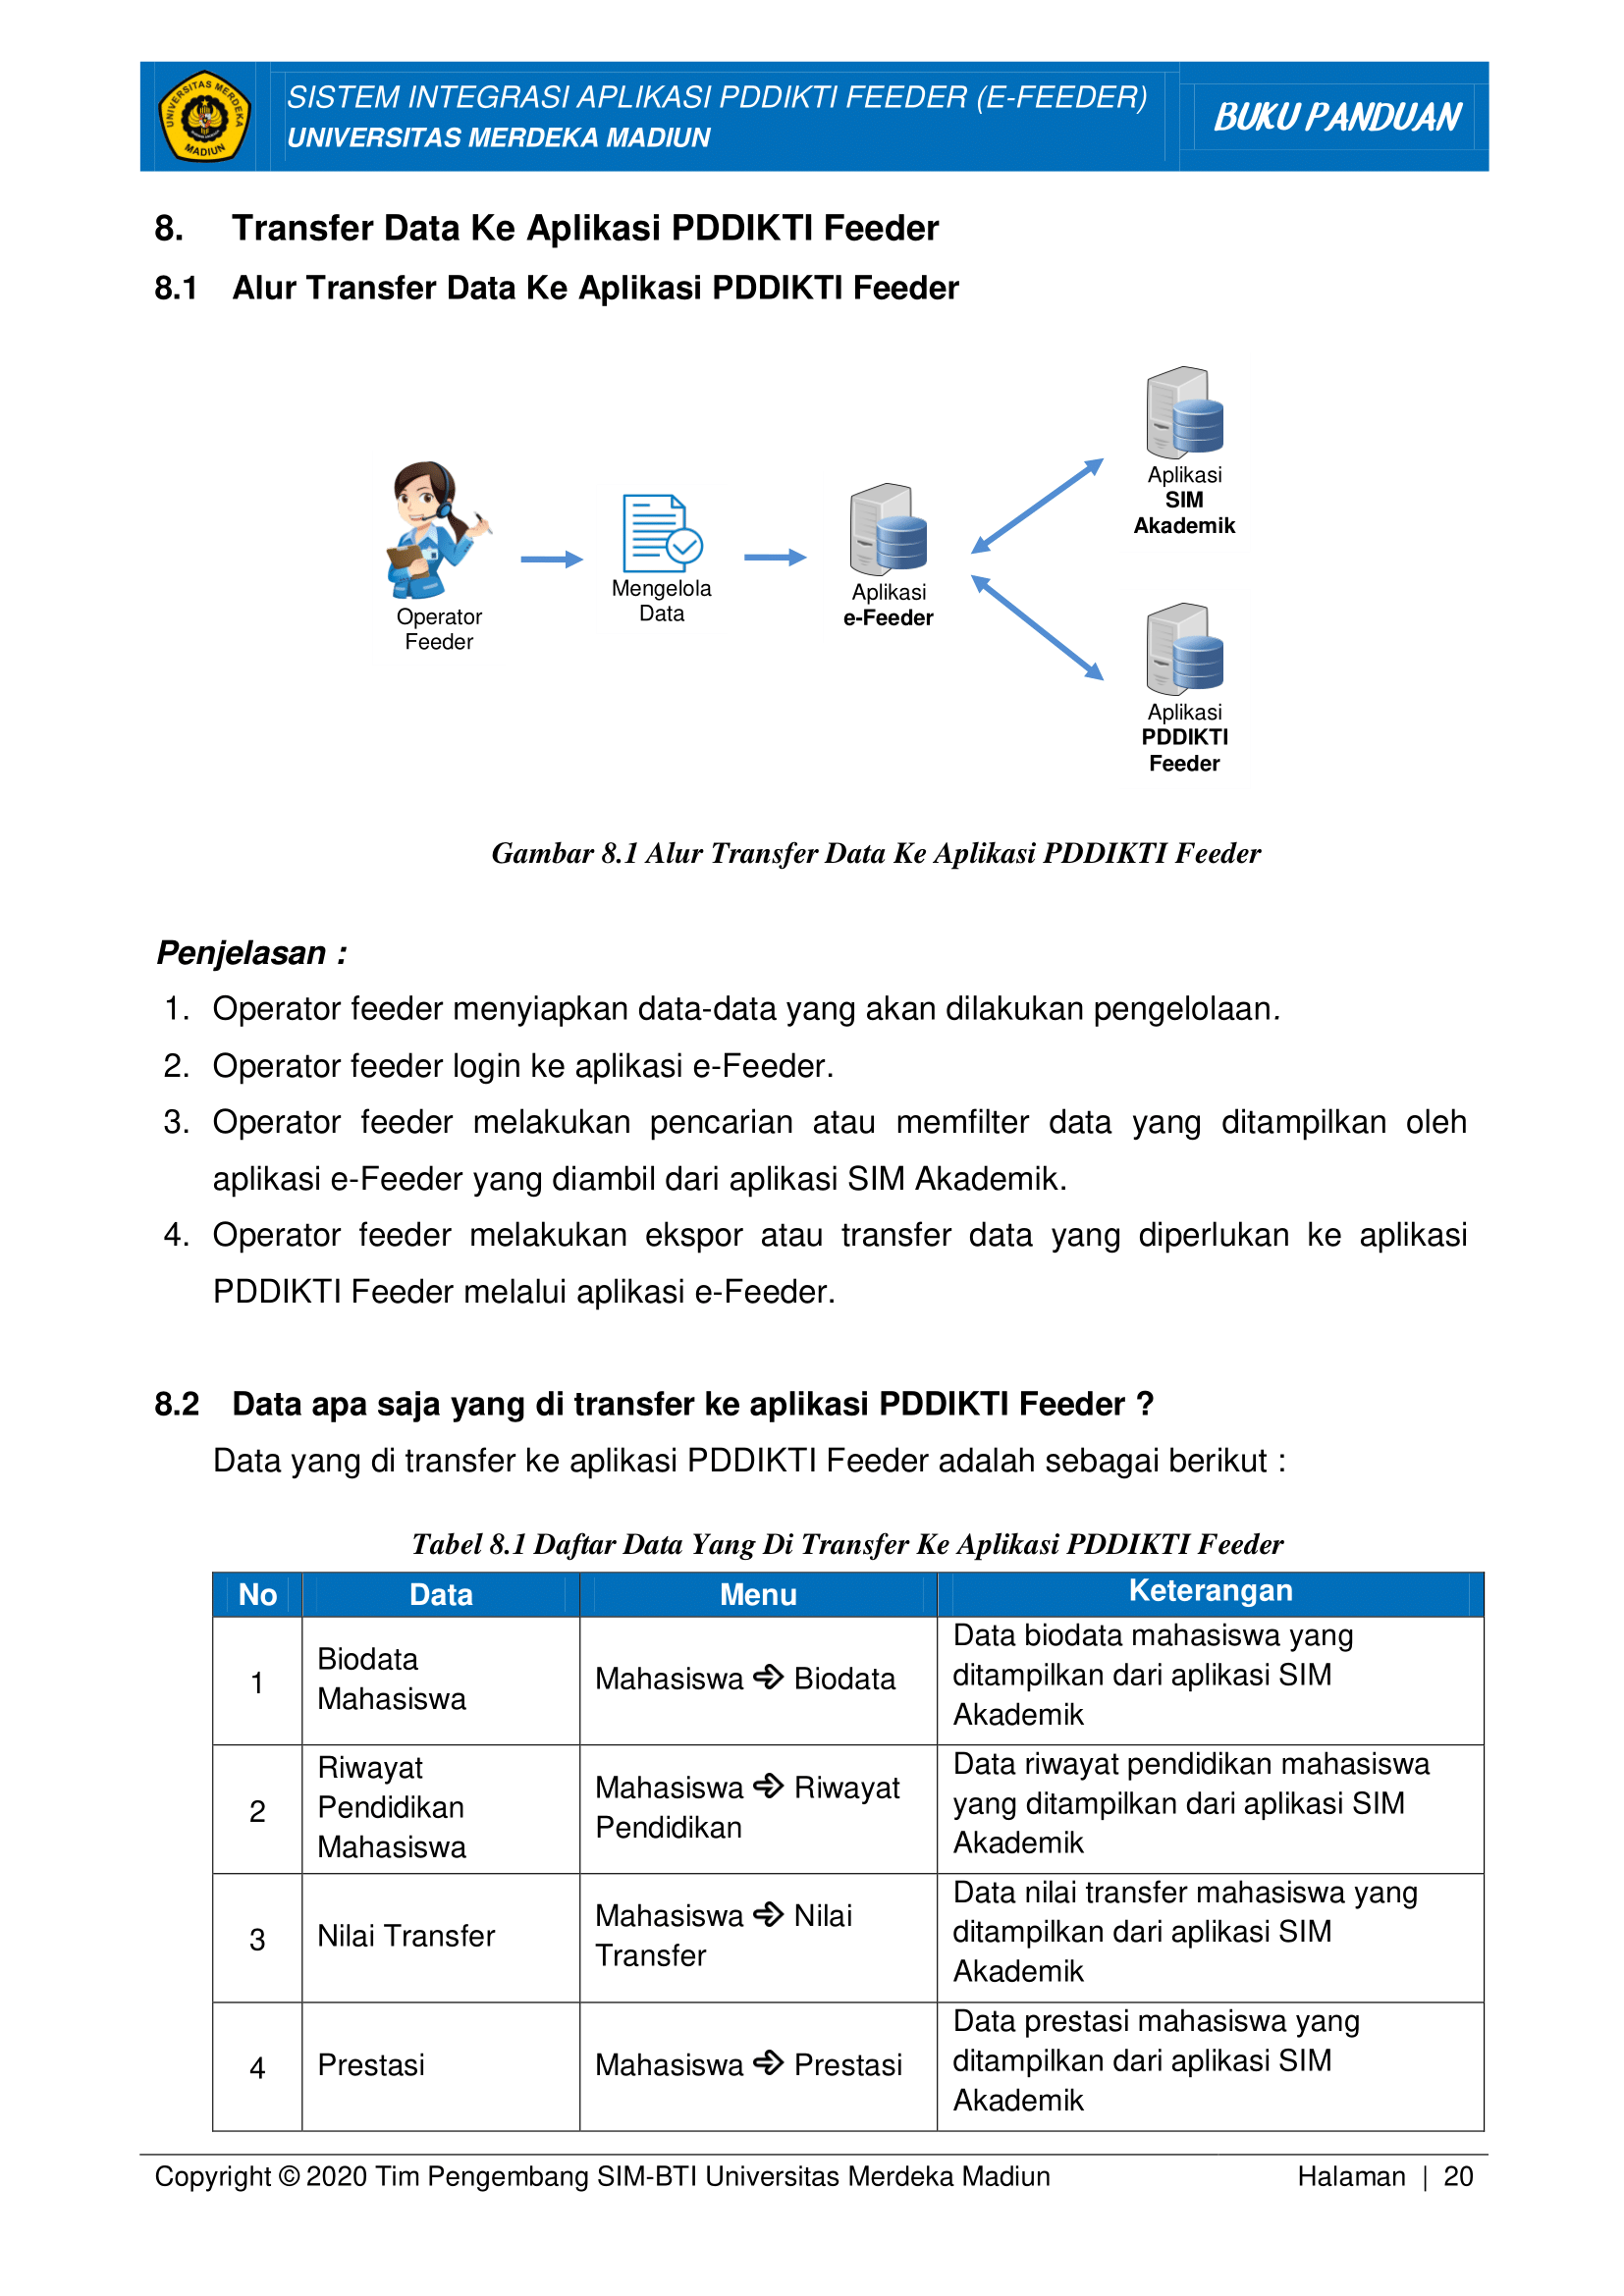 UNIVERSITAS MERDEKA
MADIUN
SISTEM INTEGRASI APLIKASI PDDIKTI FEEDER (E-FEEDER)
UNIVERSITAS MERDEKA MADIUN
BUKU PANDUAN
8. Transfer Data Ke Aplikasi PDDIKTI Feeder
8.1 Alur Transfer Data Ke Aplikasi PDDIKTI Feeder
Operator
Feeder
Mengelola
Data
Aplikasi
e-Feeder
Aplikasi
SIM
Akademik
Aplikasi
PDDIKTI
Feeder
Gambar 8.1 Alur Transfer Data Ke Aplikasi PDDIKTI Feeder
Penjelasan :
1. Operator feeder menyiapkan data-data yang akan dilakukan pengelolaan.
2. Operator feeder login ke aplikasi e-Feeder.
3. Operator feeder melakukan pencarian atau memfilter data yang ditampilkan oleh
aplikasi e-Feeder yang diambil dari aplikasi SIM Akademik.
4. Operator feeder melakukan ekspor atau transfer data yang diperlukan ke aplikasi
PDDIKTI Feeder melalui aplikasi e-Feeder.
8.2 Data apa saja yang di transfer ke aplikasi PDDIKTI Feeder ?
Data yang di transfer ke aplikasi PDDIKTI Feeder adalah sebagai berikut :
Tabel 8.1 Daftar Data Yang Di Transfer Ke Aplikasi PDDIKTI Feeder
No Data Menu Keterangan
1
Biodata
Mahasiswa
Mahasiswa ➩ Biodata
Data biodata mahasiswa yang
ditampilkan dari aplikasi SIM
Akademik
2
Riwayat
Pendidikan
Mahasiswa
Mahasiswa ➩ Riwayat
Pendidikan
Data riwayat pendidikan mahasiswa
yang ditampilkan dari aplikasi SIM
Akademik
3
Nilai Transfer
Mahasiswa ➩ Nilai
Transfer
Data nilai transfer mahasiswa yang
ditampilkan dari aplikasi SIM
Akademik
4
Prestasi
Mahasiswa ➩ Prestasi
Data prestasi mahasiswa yang
ditampilkan dari aplikasi SIM
Akademik
Copyright © 2020 Tim Pengembang SIM-BTI Universitas Merdeka Madiun Halaman | 20